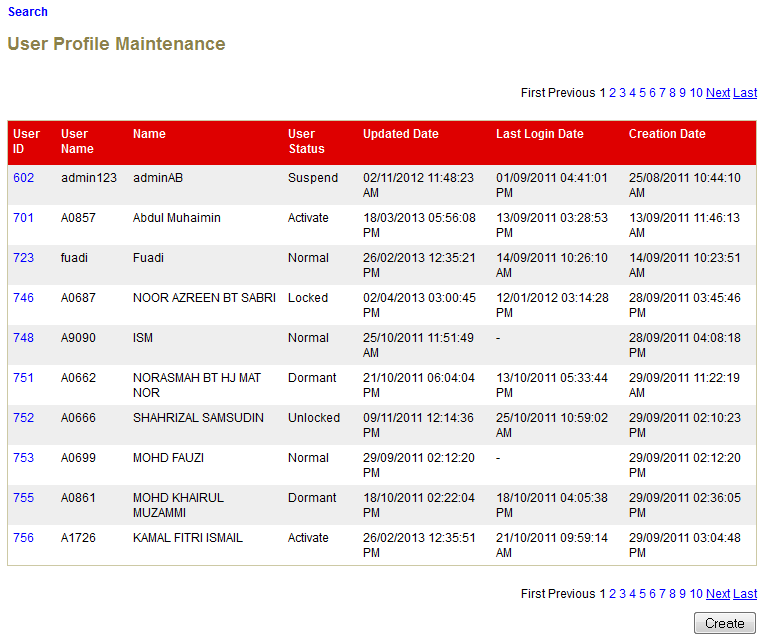 Search
User Profile Maintenance
First Previous 1 2 3 4 5 6 7 8 9 10 Next Last
User User Name User Updated Date Last Login Date Creation Date
ID Name Status
602 admin123 adminAB Suspend 02/11/2012 11:48:23 01/09/2011 04:41:01 25/08/2011 10:44:10
AM PM AM
701 A0857 Abdul Muhaimin Activate 18/03/2013 05:56:08 13/09/2011 03:28:53 13/09/2011 11:46:13
PM PM AM
723 fuadi Fuadi Normal 26/02/2013 12:35:21 14/09/2011 10:26:10 14/09/2011 10:23:51
PM AM AM
746 A0687 NOOR AZREEN BT SABRI Locked 02/04/2013 03:00:45 12/01/2012 03:14:28 28/09/2011 03:45:46
PM PM PM
748 A9090 ISM Normal 25/10/2011 11:51:49 - 28/09/2011 04:08:18
AM PM
751 A0662 NORASMAH BT HJ MAT Dormant 21/10/2011 06:04:04 13/10/2011 05:33:44 29/09/2011 11:22:19
NOR PM PM AM
752 A0666 SHAHRIZAL SAMSUDIN Unlocked 09/11/2012 12:14:36 25/10/2011 10:59:02 29/09/2011 02:10:23
PM AM PM
753 A0699 MOHD FAUZI Normal 29/09/2011 02:12:20 - 29/09/2011 02:12:20
PM PM
755 A0861 MOHD KHAIRUL Dormant 18/10/2011 02:22:04 18/10/2011 04:05:38 29/09/2011 02:36:05
MUZAMMI PM PM PM
756 A1726 KAMAL FITRI ISMAIL Activate 26/02/2013 12:35:51 21/10/2011 09:59:14 29/09/2011 03:04:48
PM AM PM
First Previous 1 2 3 4 5 6 7 8 9 10 Next Last
Create